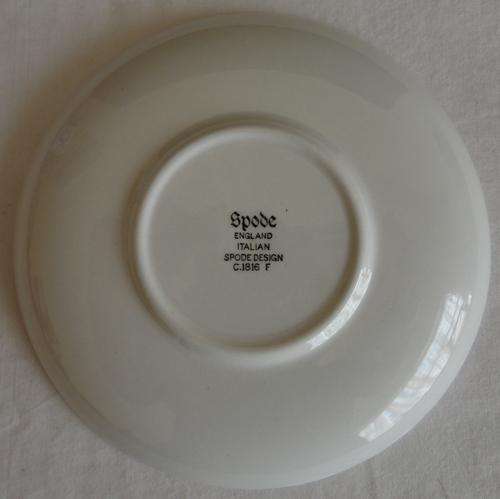 Spode
ENGLAND
ITALIAN
SPODE DESIGN
C.1816 F